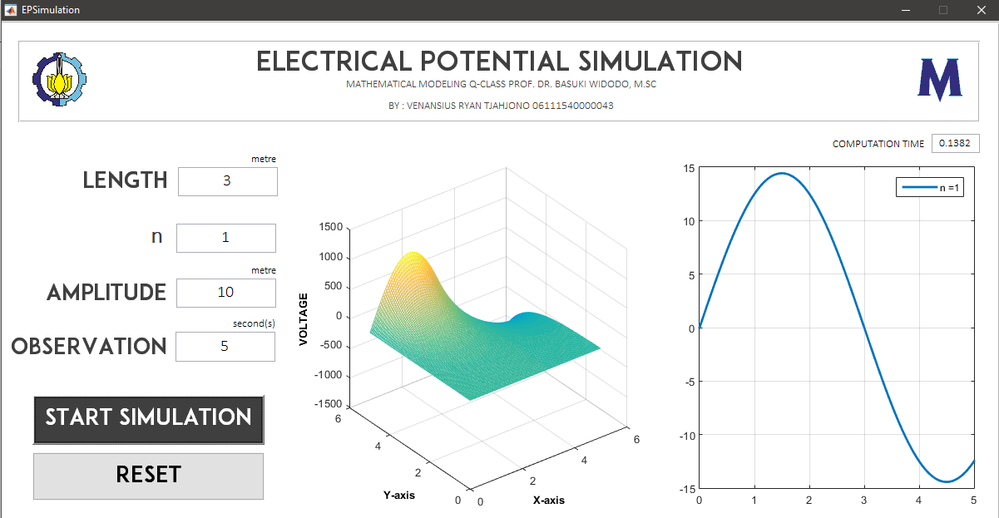 EPSimulation
ELECTRICAL POTENTIAL SIMULATION
MATHEMATICAL MODELING Q-CLASS PROF. DR. BASUKI WIDODO, M.SC
BY : VENANSIUS RYAN TJAHJONO 06111540000043
M
COMPUTATION TIME 0.1382
metre
LENGTH 3
n 1
metre
AMPLITUDE 10
second(s)
OBSERVATION 5
START SIMULATION
RESET
1500
1000
500
0
-500
-1000
-1500
VOLTAGE
6
4
2
0
Y-axis
0
2
4
6
X-axis
15
10
5
0
-5
-10
-15
n =1
0 1 2 3 4 5